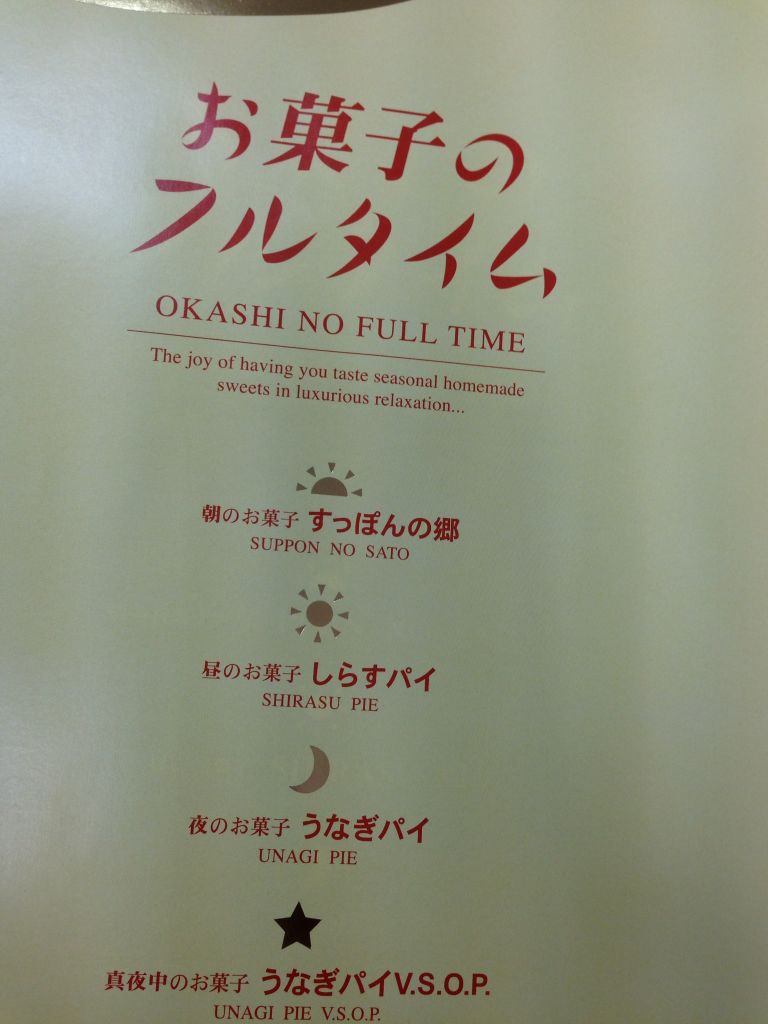 お菓子の
フルタイム
OKASHI NO FULL TIME
The joy of having you taste seasonal homemade
sweets in luxurious relaxation...
朝のお菓子 すっぽんの郷
SUPPON NO SATO
昼のお菓子 しらすパイ
SHIRASU PIE
夜のお菓子 うなぎパイ
UNAGI PIE
真夜中のお菓子 うなぎパイV.S.O.P.
UNAGI PIE V.S.O.P.